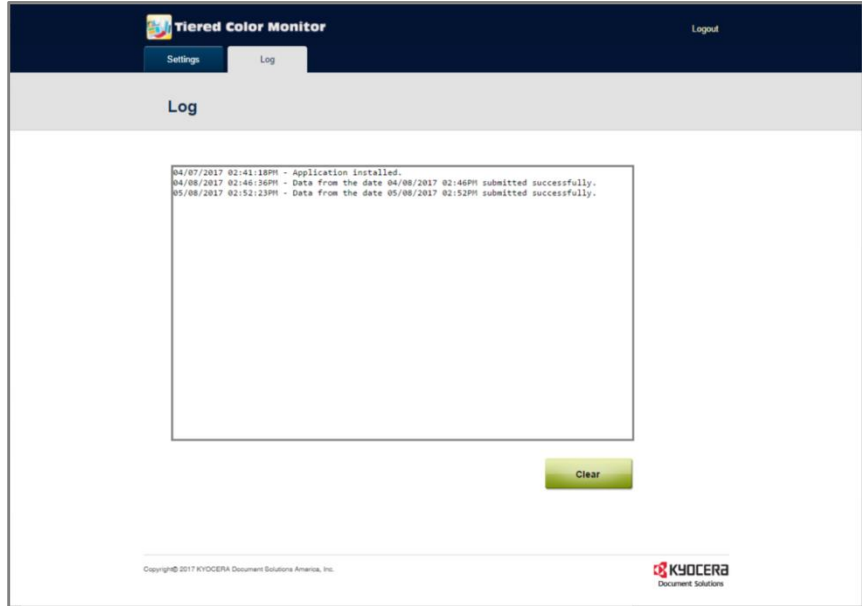 Tiered Color Monitor
Logout
Settings
Log
Log
04/07/2017 02:41:18PM - Application installed.
04/08/2017 02:46:36PM - Data from the date 04/08/2017 02:46PM submitted successfully.
05/08/2017 02:52:23PM - Data from the date 05/08/2017 02:52PM submitted successfully.
Clear
Copyright© 2017 KYOCERA Document Solutions America, Inc.
KYOCERA
Document Solutions